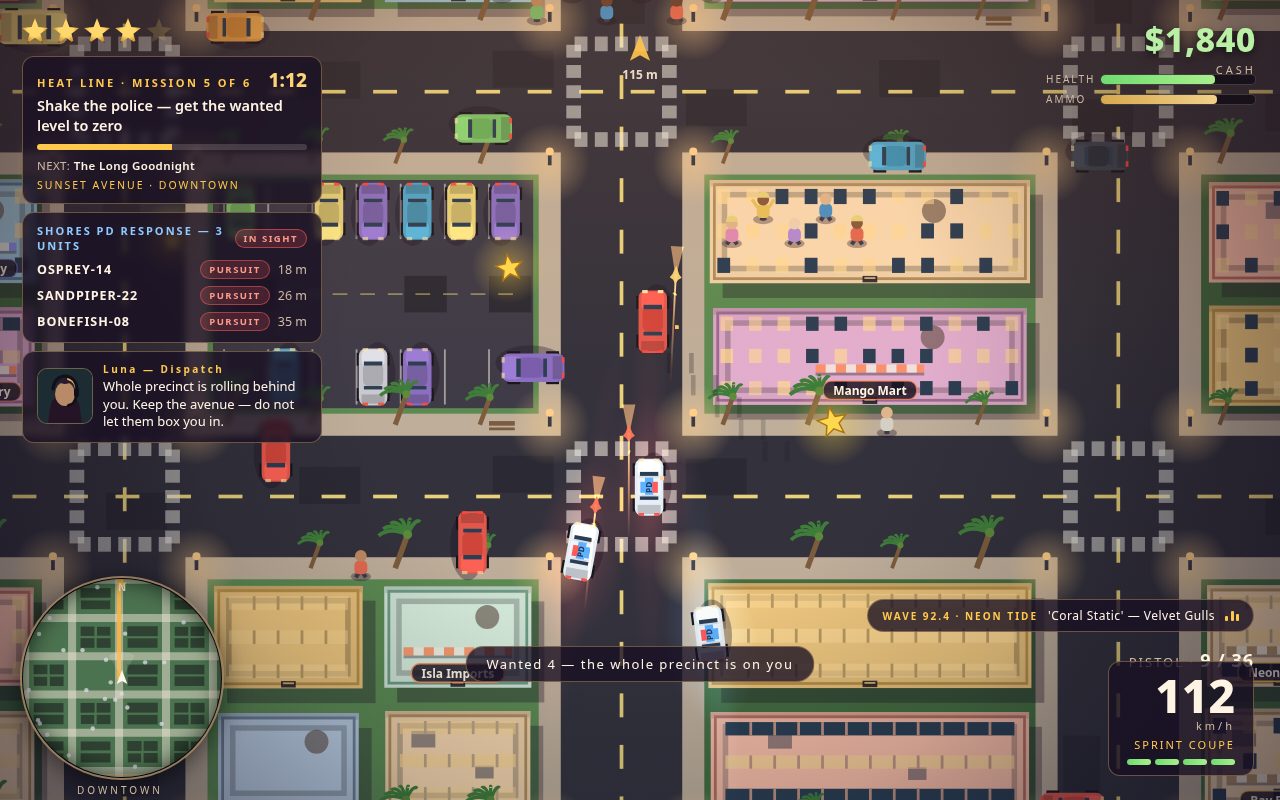 $1,840
CASH
HEALTH
AMMO
115 m
HEAT LINE · MISSION 5 OF 6 1:12
Shake the police — get the wanted
level to zero
NEXT: The Long Goodnight
SUNSET AVENUE · DOWNTOWN
SHORES PD RESPONSE — 3
UNITS
IN SIGHT
OSPREY-14 PURSUIT 18 m
SANDPIPER-22 PURSUIT 26 m
BONEFISH-08 PURSUIT 35 m
Luna — Dispatch
Whole precinct is rolling behind
you. Keep the avenue — do not
let them box you in.
Mango Mart
PD
PD
PD
WAVE 92.4 · NEON TIDE 'Coral Static' — Velvet Gulls
Wanted 4 — the whole precinct is on you
Isla Imports
PISTOL 9 / 36
Neon
112
km/h
SPRINT COUPE
N
DOWNTOWN